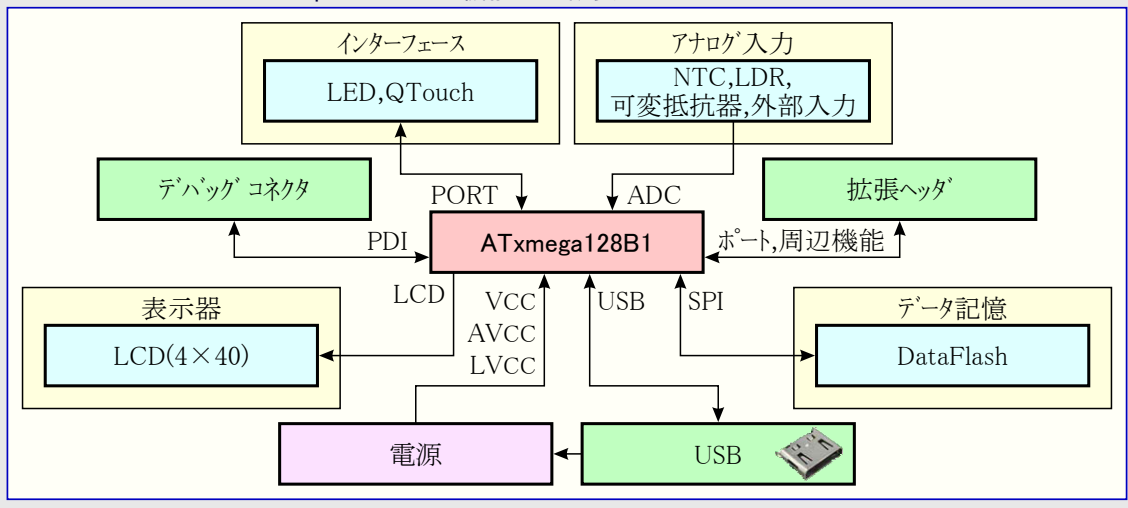 インターフェース
アナログ入力
LED,QTouch
NTC,LDR,
可変抵抗器,外部入力
デバッグ コネクタ
拡張ヘッダ
PORT
ADC
PDI
ATxmega128B1
ポート,周辺機能
LCD
VCC
USB
SPI
AVCC
LVCC
表示器
データ記憶
LCD(4×40)
DataFlash
電源
USB